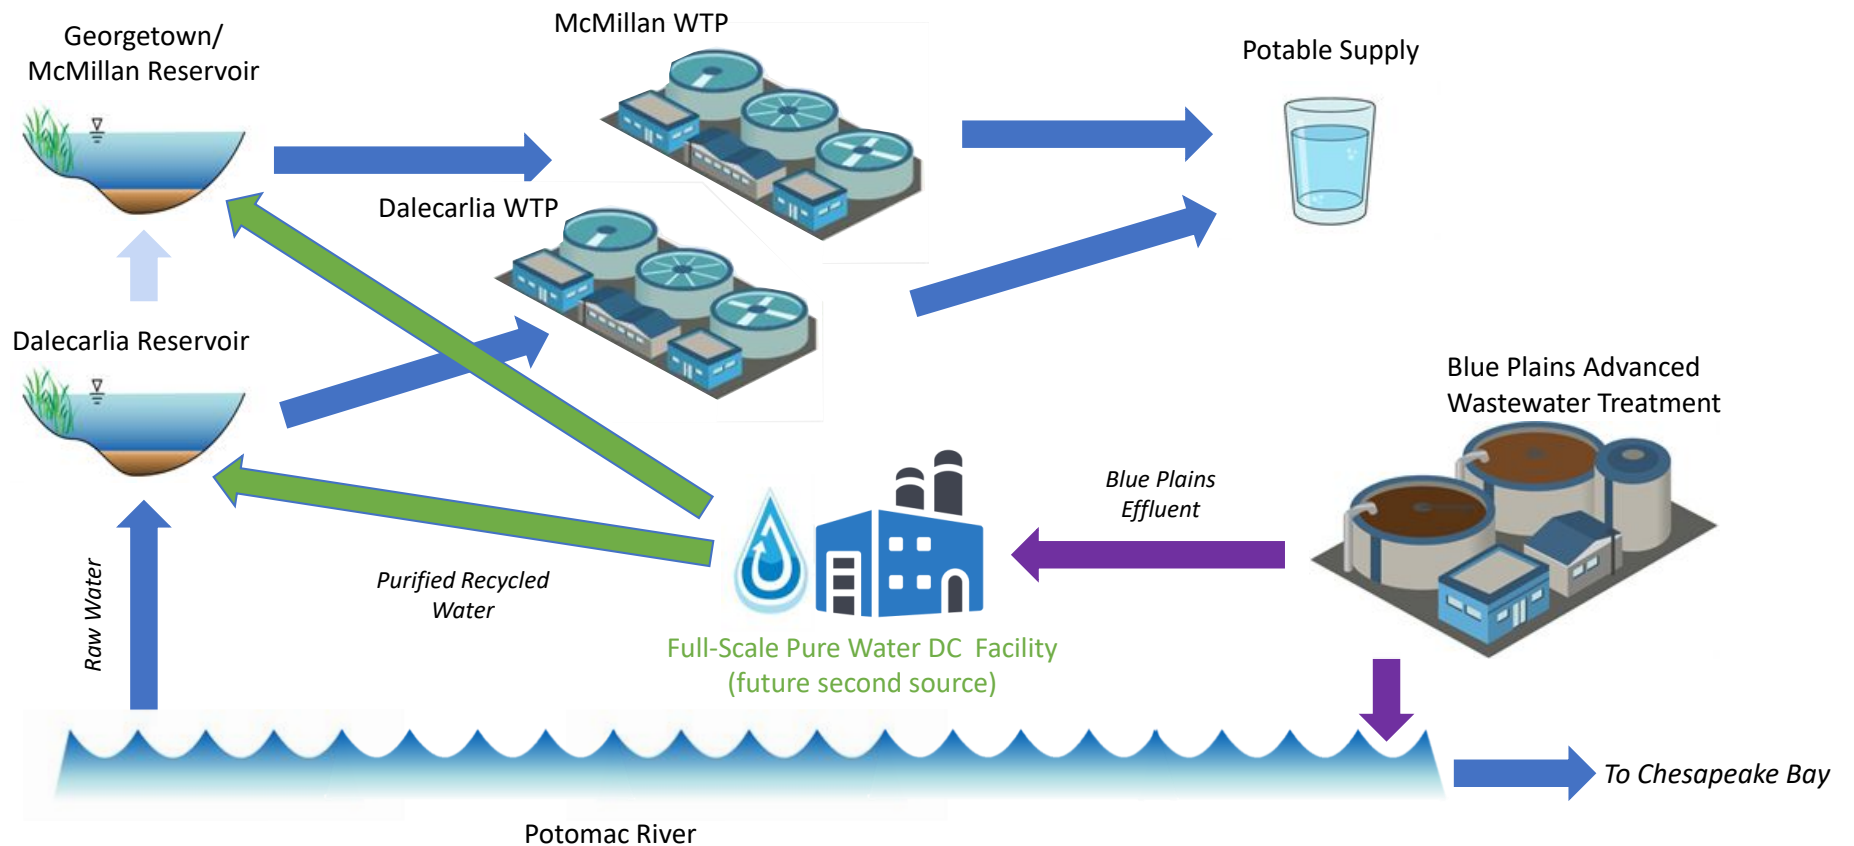 McMillan WTP
Georgetown/
McMillan Reservoir
Potable Supply
Dalecarlia WTP
Dalecarlia Reservoir
Blue Plains Advanced
Wastewater Treatment
Blue Plains
Effluent
Purified Recycled
Water
Raw Water
Full-Scale Pure Water DC  Facility
(future second source)
To Chesapeake Bay
Potomac River